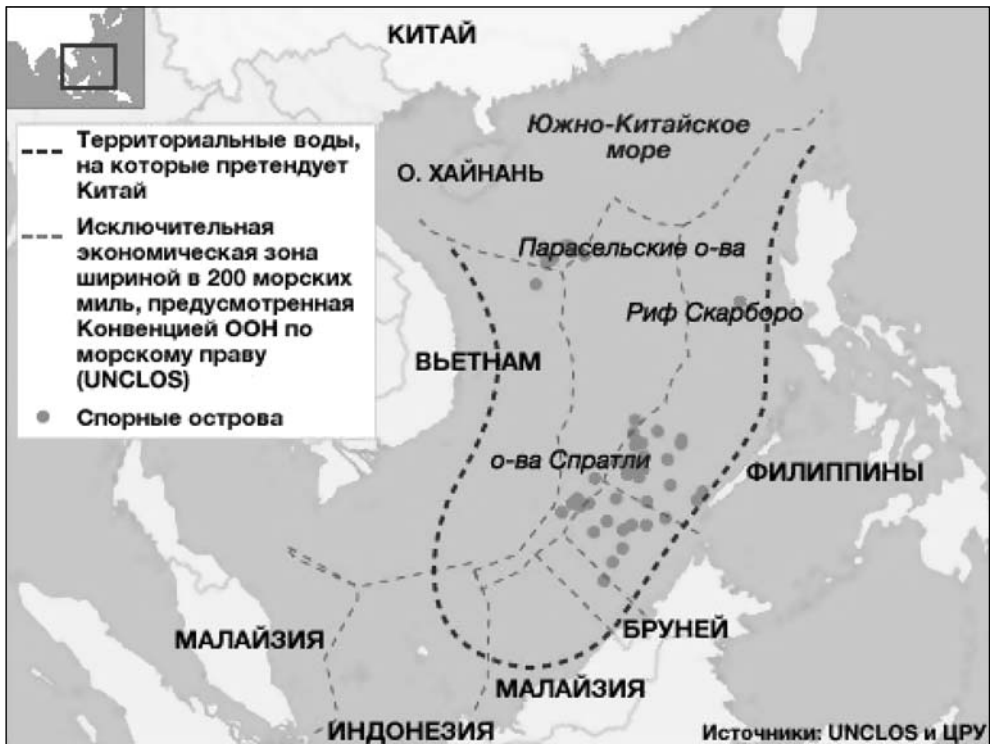 КИТАЙ
Южно-Китайское
море
Территориальные воды,
на которые претендует
Китай
Исключительная
экономическая зона
шириной в 200 морских
миль, предусмотренная
Конвенцией ООН по
морскому праву
(UNCLOS)
Спорные острова
О. ХАЙНАНЬ
Парасельские о-ва
Риф Скарборо
ВЬЕТНАМ
о-ва Спратли
ФИЛИППИНЫ
БРУНЕЙ
МАЛАЙЗИЯ
МАЛАЙЗИЯ
ИНДОНЕЗИЯ
Источники: UNCLOS и ЦРУ